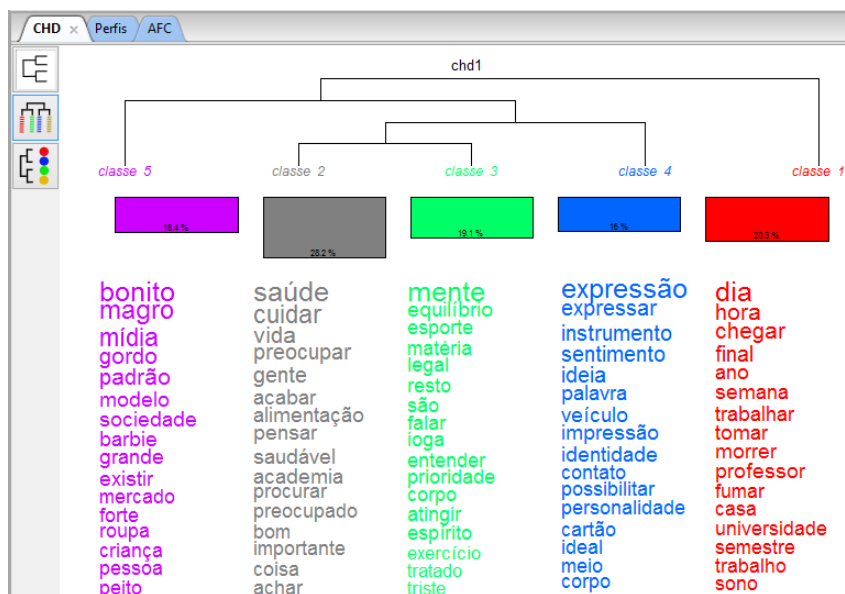 CHD × Perfis AFC
chd1
classe 5 classe 2 classe 3 classe 4 classe 1
16.4 % 28.2 % 19.1 % 16 % 20.3 %
bonito
magro
mídia
gordo
padrão
modelo
sociedade
barbie
grande
existir
mercado
forte
roupa
criança
pessoa
peito
saúde
cuidar
vida
preocupar
gente
acabar
alimentação
pensar
saudável
academia
procurar
preocupado
bom
importante
coisa
achar
mente
equilíbrio
esporte
matéria
legal
resto
são
falar
ioga
entender
prioridade
corpo
atingir
espírito
exercício
tratado
triste
expressão
expressar
instrumento
sentimento
ideia
palavra
veículo
impressão
identidade
contato
possibilitar
personalidade
cartão
ideal
meio
corpo
dia
hora
chegar
final
ano
semana
trabalhar
tomar
morrer
professor
fumar
casa
universidade
semestre
trabalho
sono